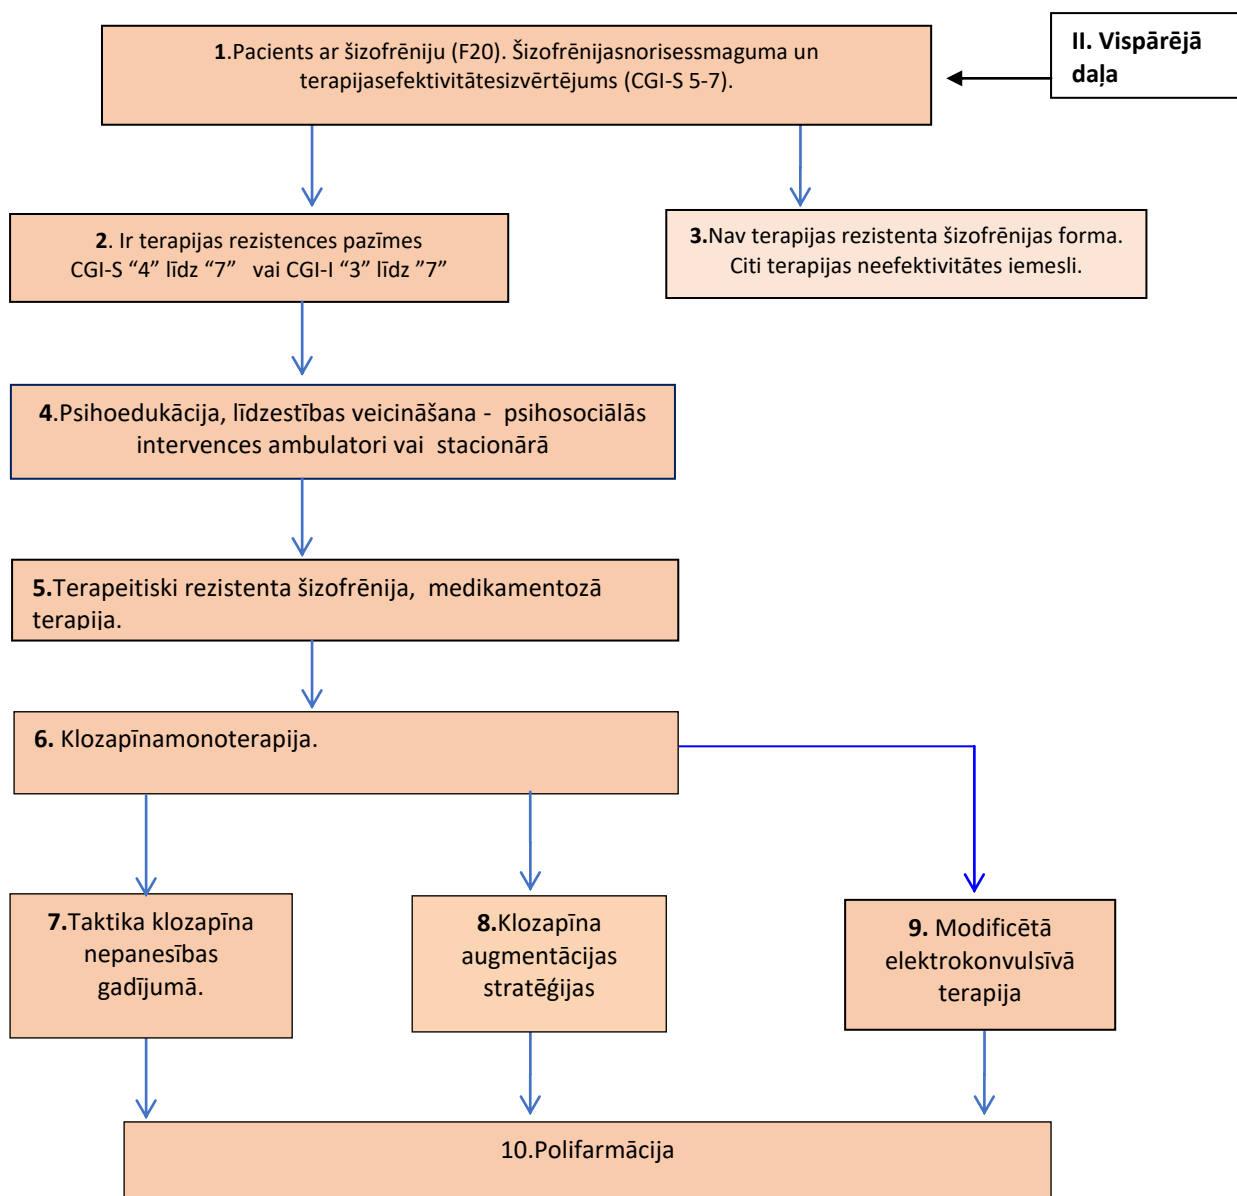 1.Pacients ar šizofrēniju (F20). Šizofrēnijasnorisessmaguma un
terapijasefektivitātesizvērtējums (CGI-S 5-7).
II. Vispārējā
daļa
2. Ir terapijas rezistences pazīmes
CGI-S “4” līdz “7” vai CGI-I “3” līdz ”7”
3.Nav terapijas rezistenta šizofrēnijas forma.
Citi terapijas neefektivitātes iemesli.
4.Psihoedukācija, līdzestības veicināšana - psihosociālās
intervences ambulatori vai stacionārā
5.Terapeitiski rezistenta šizofrēnija, medikamentozā
terapija.
6. Klozapīnamonoterapija.
7.Taktika klozapīna
nepanesības
gadījumā.
8.Klozapīna
augmentācijas
stratēģijas
9. Modificētā
elektrokonvulsīvā
terapija
10.Polifarmācija